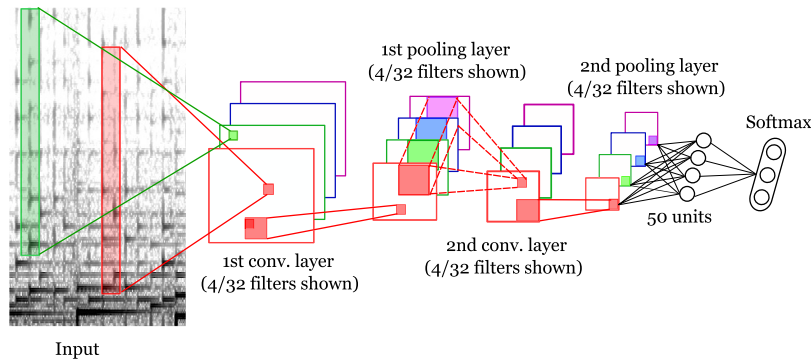 1st pooling layer
(4/32 filters shown)
2nd pooling layer
(4/32 filters shown)
Softmax
50 units
1st conv. layer
(4/32 filters shown)
2nd conv. layer
(4/32 filters shown)
Input